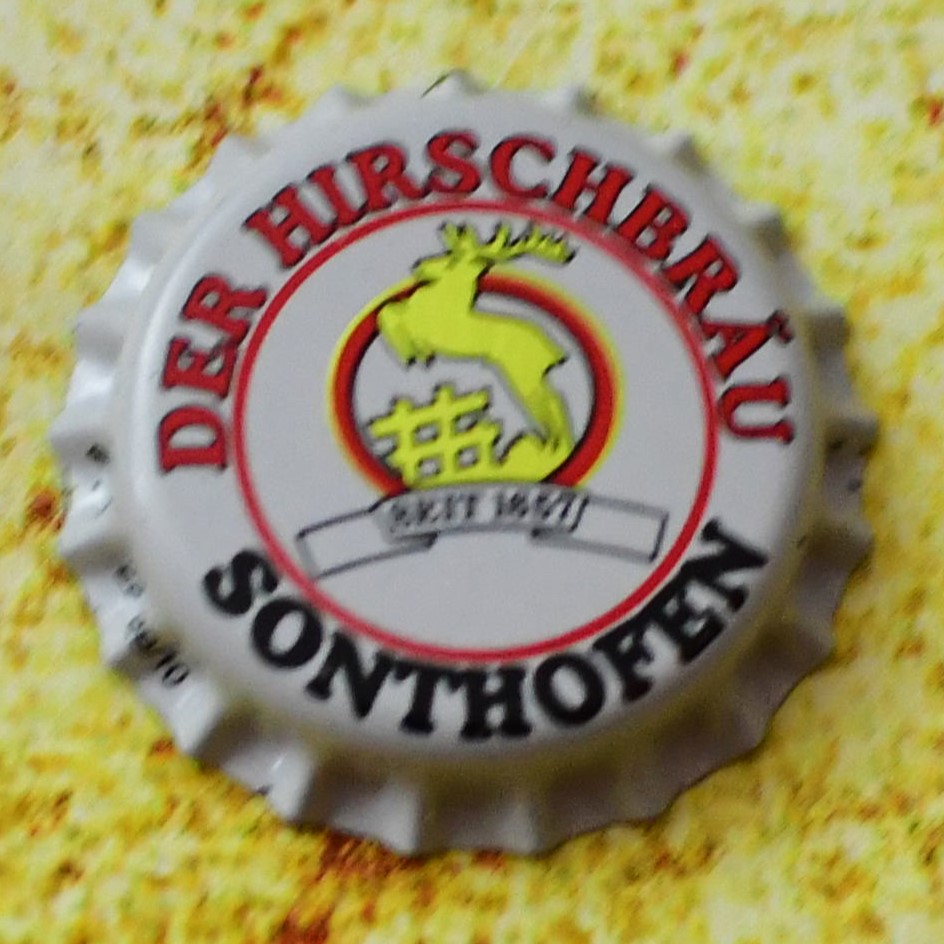 DER HIRSCHBRÄU
SEIT 1657
SONTHOFEN